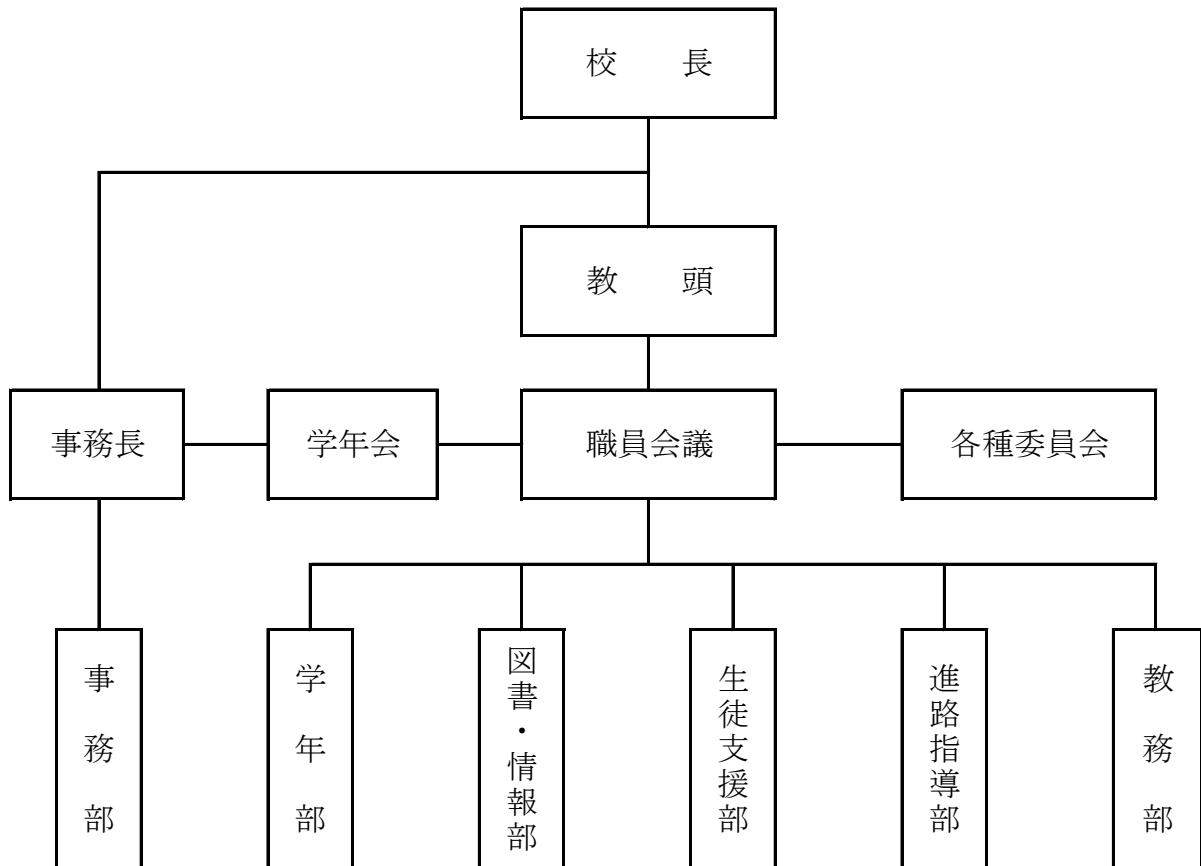 校　　長
教　　頭
事務長
学年会
職員会議
各種委員会
事務部
学年部
図書・情報部
生徒支援部
進路指導部
教務部